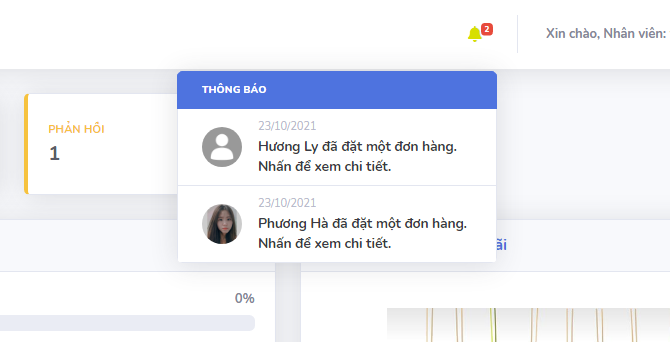 2
Xin chào, Nhân viên:
THÔNG BÁO
PHẢN HỒI
1
23/10/2021
Hương Ly đã đặt một đơn hàng.
Nhấn để xem chi tiết.
23/10/2021
Phương Hà đã đặt một đơn hàng.
Nhấn để xem chi tiết.
ãi
0%